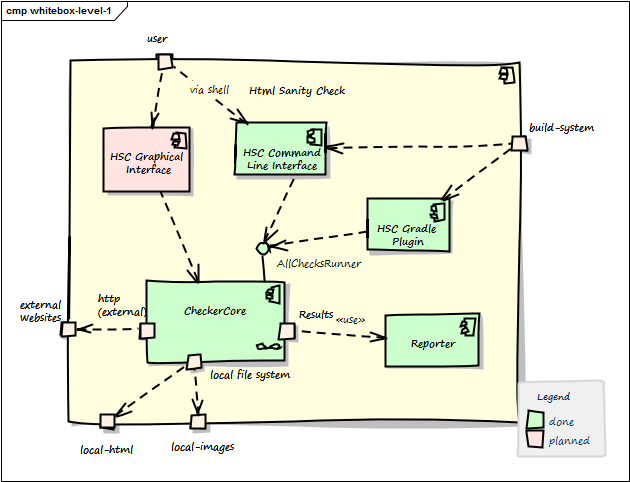 cmp whitebox-level-1
user
via shell
Html Sanity Check
build-system
HSC Graphical
Interface
HSC Command
Line Interface
HSC Gradle
Plugin
AllChecksRunner
external
Websites
http
(external)
CheckerCore
Results
«use»
Reporter
local file system
local-html
local-images
Legend
done
planned